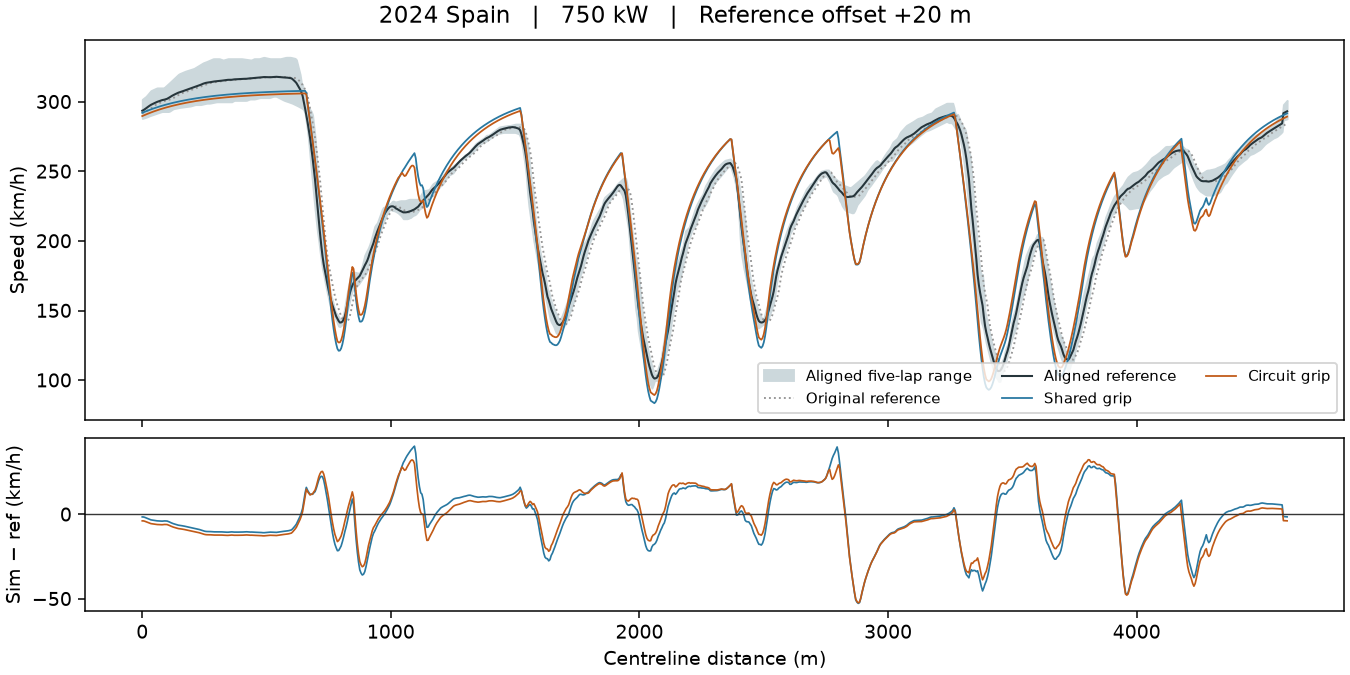 2024 Spain | 750 kW | Reference offset +20 m
Speed (km/h)
300
250
200
150
100
Aligned five-lap range
Original reference
Aligned reference
Shared grip
Circuit grip
Sim − ref (km/h)
0
−50
0
1000
2000
3000
4000
Centreline distance (m)